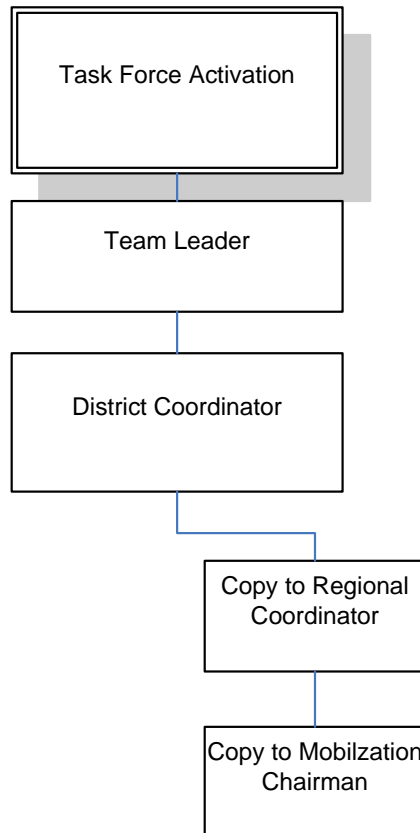 Task Force Activation
Team Leader
District Coordinator
Copy to Regional
Coordinator
Copy to Mobilzation
Chairman